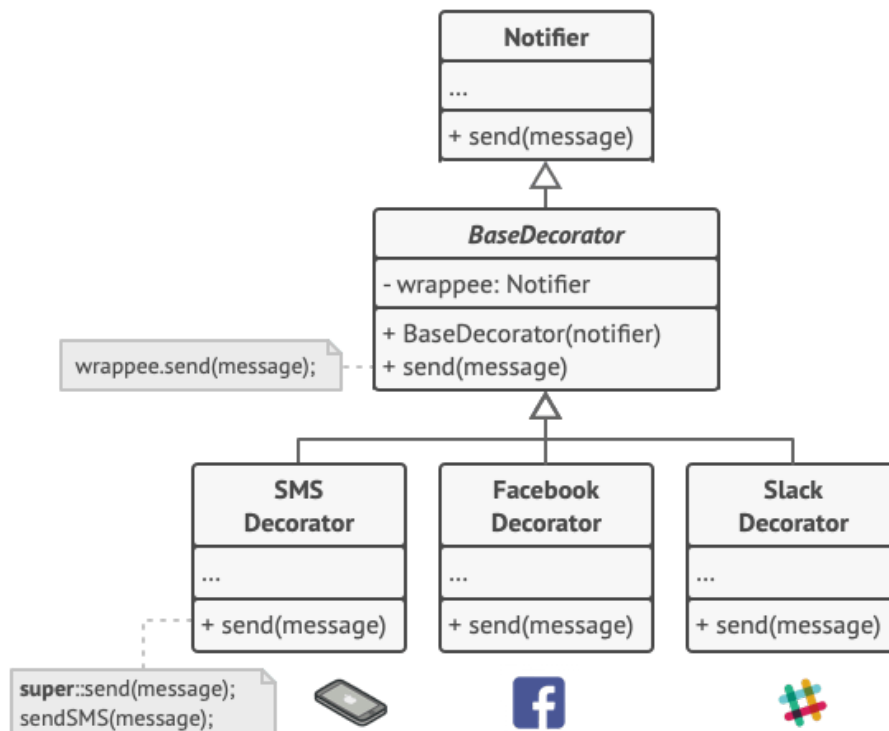 Notifier
...
+ send(message)
BaseDecorator
- wrappee: Notifier
+ BaseDecorator(notifier)
+ send(message)
wrappee.send(message);
SMS
Decorator
...
+ send(message)
Facebook
Decorator
...
+ send(message)
Slack
Decorator
...
+ send(message)
super::send(message);
sendSMS(message);